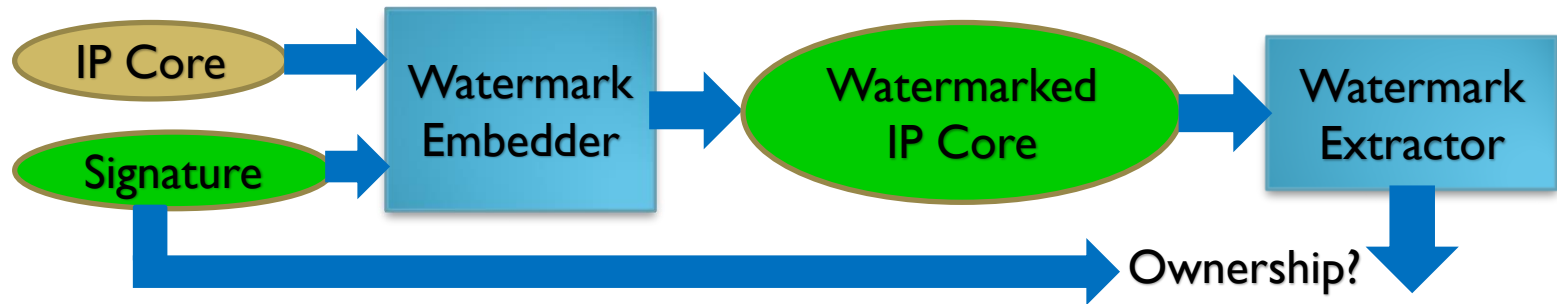 IP Core
Signature
Watermark
Embedder
Watermarked
IP Core
Watermark
Extractor
Ownership?